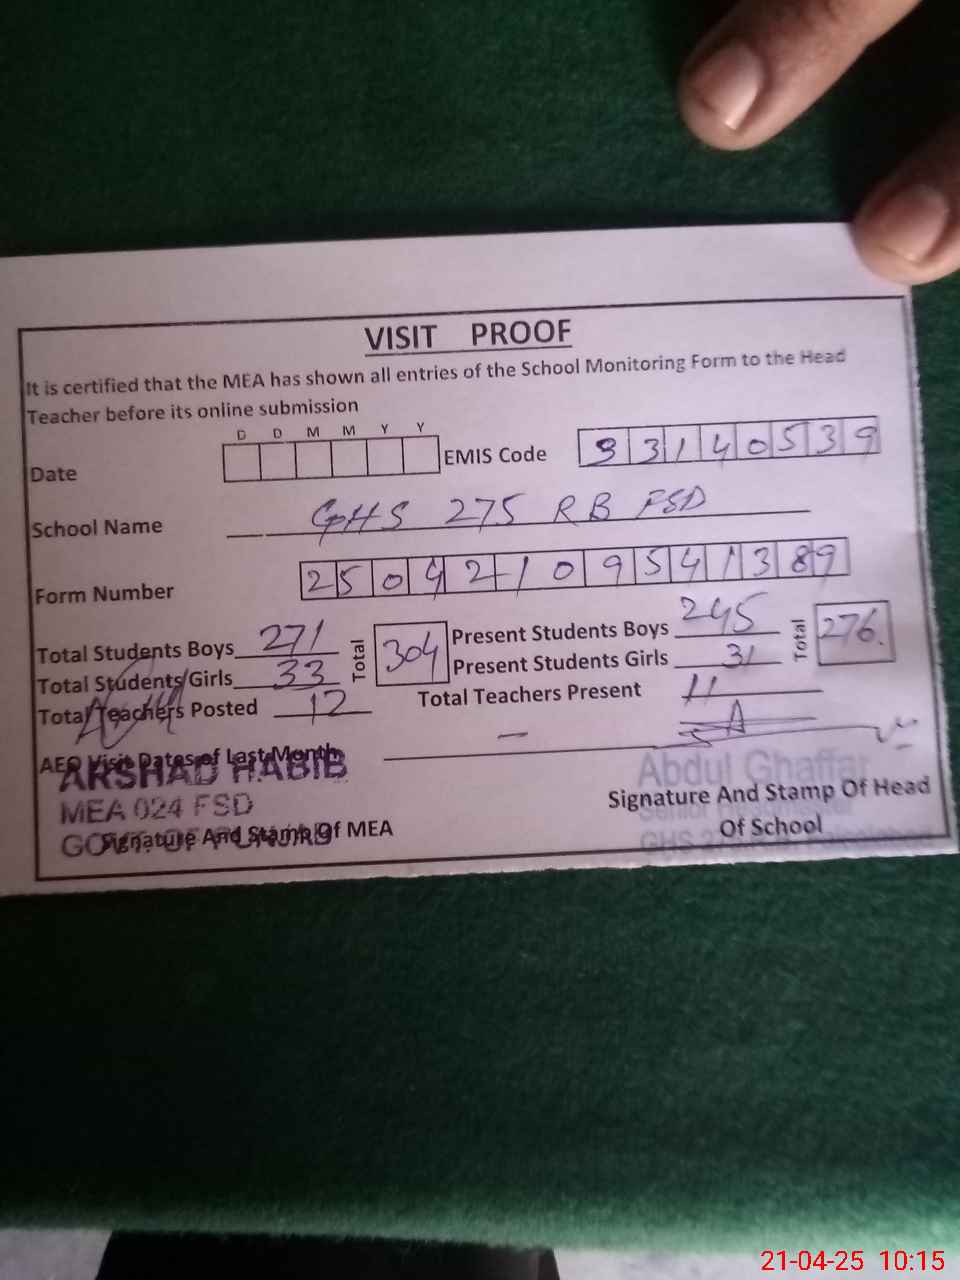 VISIT PROOF
It is certified that the MEA has shown all entries of the School Monitoring Form to the Head
Teacher before its online submission
D D M M Y Y
Date EMIS Code 33140539
School Name GHS 275 RB FSD
Form Number 25042109541389
Total Students Boys 271 Total 304 Present Students Boys 245 Total 276.
Total Students Girls 33 Present Students Girls 31
Total Teachers Posted 12 Total Teachers Present 11
AEO Visit Dates of Last Month —
ARSHAD HABIB
MEA 024 FSD
GOVT. OF PUNJAB
Signature And Stamp Of MEA
Abdul Ghaffar
Signature And Stamp Of Head
Of School
GHS
21-04-25 10:15